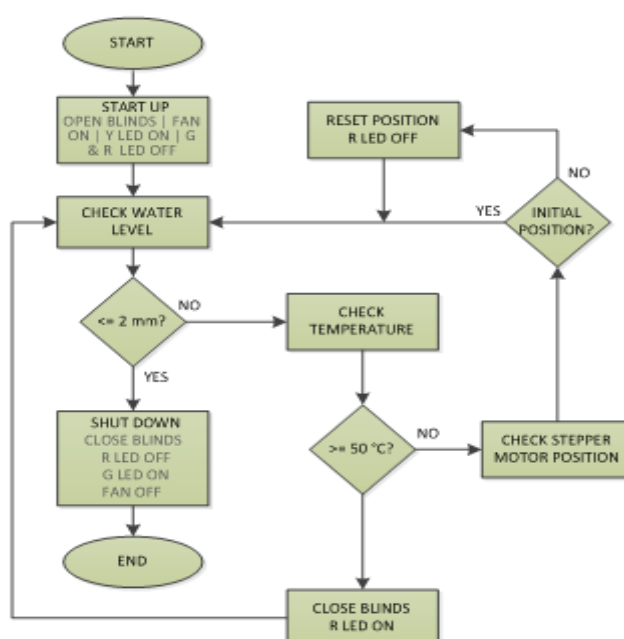 START
START UP
OPEN BLINDS | FAN
ON | Y LED ON | G
& R LED OFF
RESET POSITION
R LED OFF
NO
CHECK WATER
LEVEL
YES
INITIAL
POSITION?
<= 2 mm?
NO
CHECK
TEMPERATURE
YES
SHUT DOWN
CLOSE BLINDS
R LED OFF
G LED ON
FAN OFF
>= 50 °C?
NO
CHECK STEPPER
MOTOR POSITION
END
CLOSE BLINDS
R LED ON